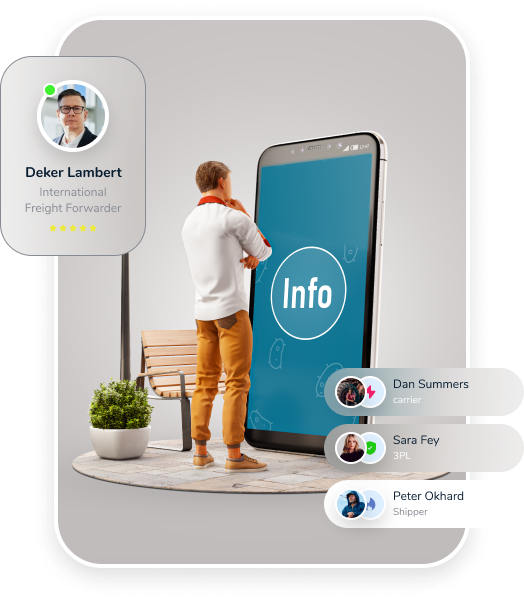 Deker Lambert
International
Freight Forwarder
Info
Dan Summers
carrier
Sara Fey
3PL
Peter Okhard
Shipper